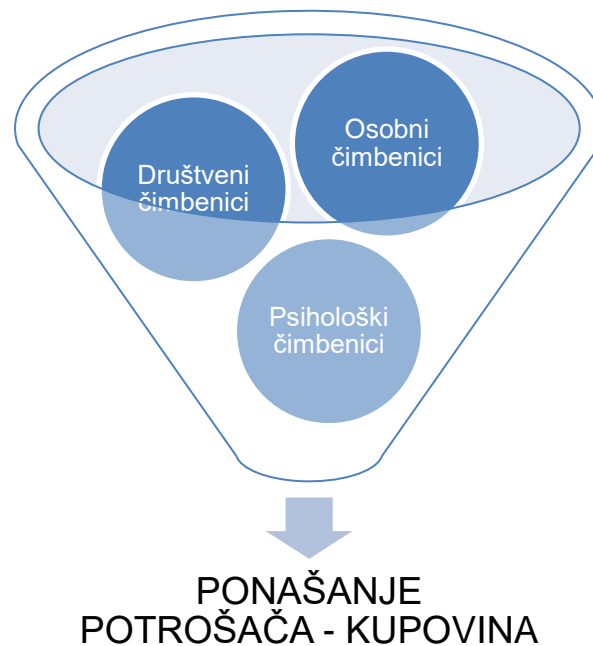 Osobni
čimbenici
Društveni
čimbenici
Psihološki
čimbenici
PONAŠANJE
POTROŠAČA - KUPOVINA